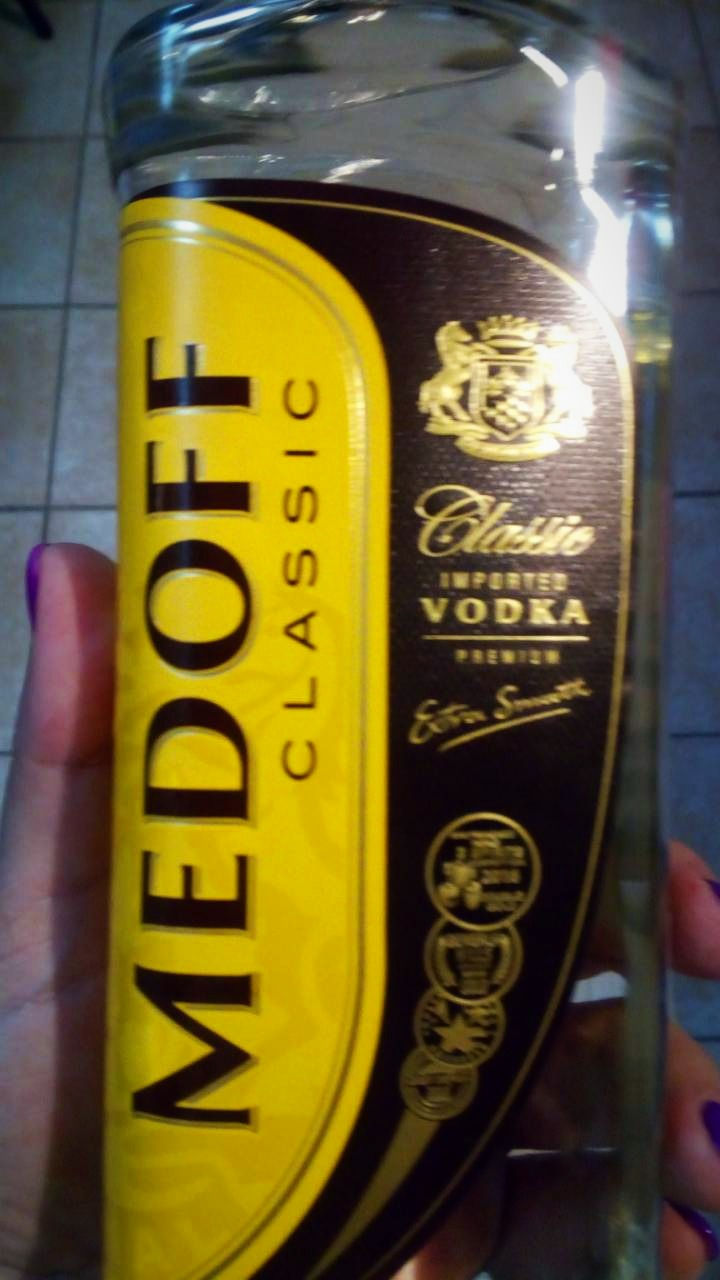 MEDOFF
CLASSIC
Classic
IMPORTED
VODKA
PREMIUM
Extra Smooth